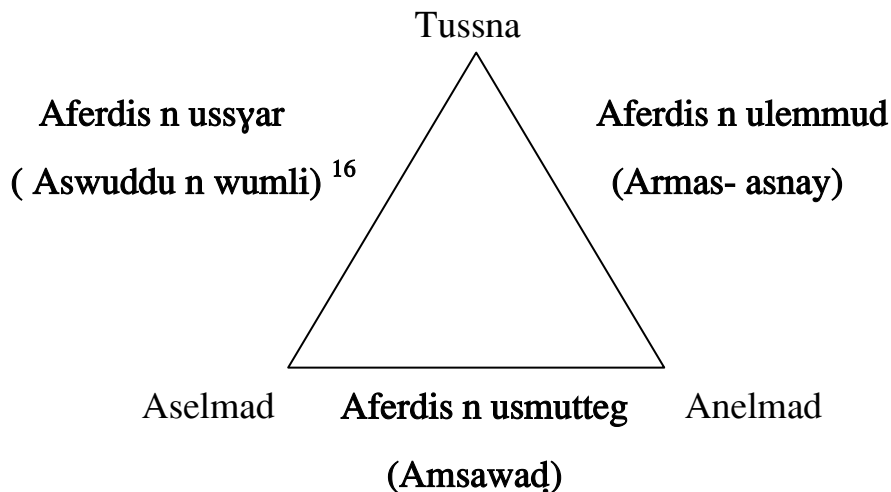 Tussna
Aferdis n ussɣar
( Aswuddu n wumli) 16
Aferdis n ulemmud
(Armas- asnay)
Aselmad
Aferdis n usmutteg
(Amsawaḍ)
Anelmad